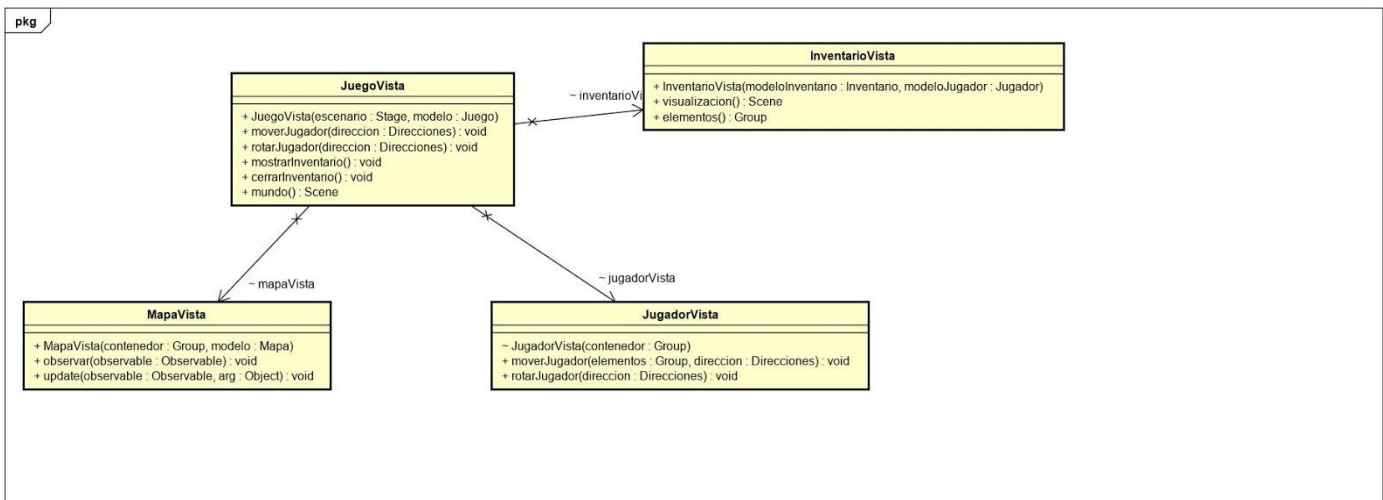 pkg
InventarioVista
+ InventarioVista(modeloInventario : Inventario, modeloJugador : Jugador)
+ visualizacion() : Scene
+ elementos() : Group
JuegoVista
+ JuegoVista(escenario : Stage, modelo : Juego)
+ moverJugador(direccion : Direcciones) : void
+ rotarJugador(direccion : Direcciones) : void
+ mostrarInventario() : void
+ cerrarInventario() : void
+ mundo() : Scene
~ inventarioVi
~ mapaVista
~ jugadorVista
MapaVista
+ MapaVista(contenedor : Group, modelo : Mapa)
+ observar(observable : Observable) : void
+ update(observable : Observable, arg : Object) : void
JugadorVista
~ JugadorVista(contenedor : Group)
+ moverJugador(elementos : Group, direccion : Direcciones) : void
+ rotarJugador(direccion : Direcciones) : void